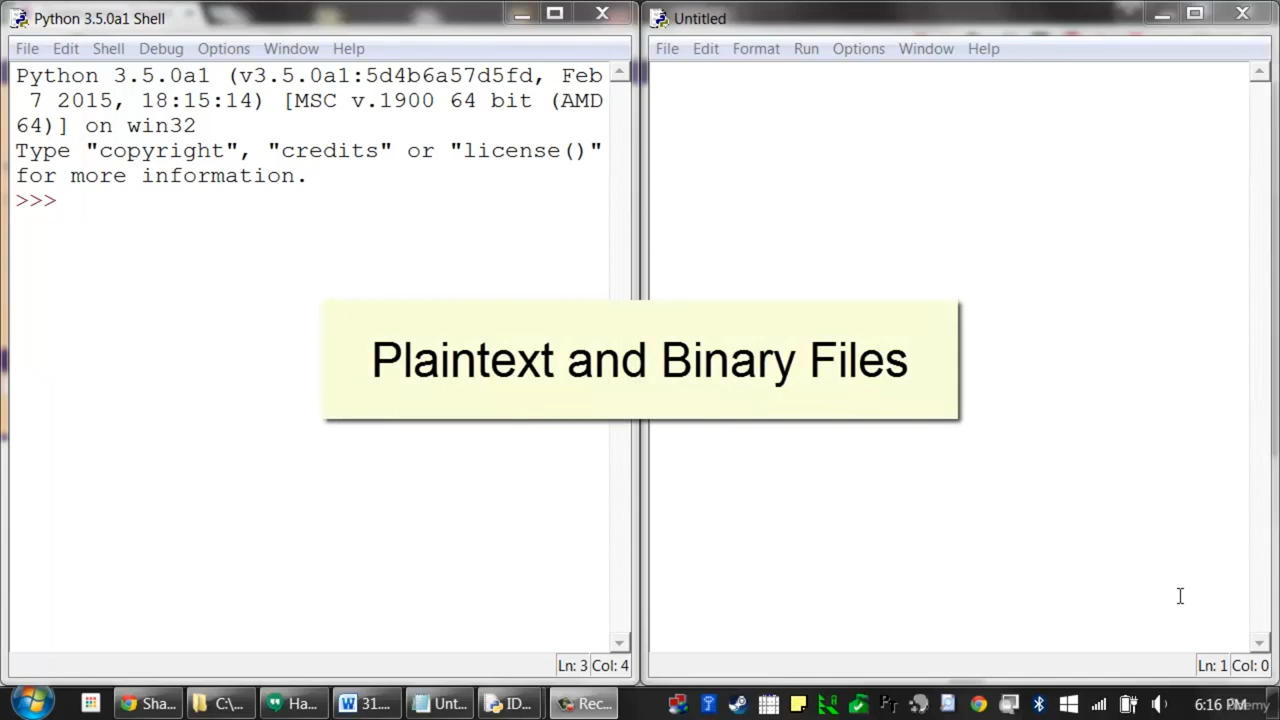 Python 3.5.0a1 Shell
File Edit Shell Debug Options Window Help
Python 3.5.0a1 (v3.5.0a1:5d4b6a57d5fd, Feb
7 2015, 18:15:14) [MSC v.1900 64 bit (AMD
64)] on win32
Type "copyright", "credits" or "license()"
for more information.
>>>
Ln: 3 Col: 4
Untitled
File Edit Format Run Options Window Help
Ln: 1 Col: 0
Plaintext and Binary Files
Sha... C:\... Ha... 31.... Unt... ID... Rec... 6:16 PM